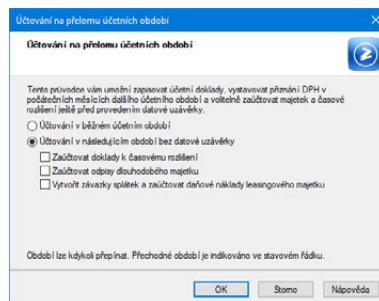 Účtování na přelomu účetních období
Účtování na přelomu účetních období
Tento průvodce vám umožní zapisovat účetní doklady, vystavovat přiznání DPH v
počátečních měsících dalšího účetního období a volitelně zaúčtovat majetek a časové
rozlišení ještě před provedením datové uzávěrky.
Účtování v běžném účetním období
Účtování v následujícím období bez datové uzávěrky
Zaúčtovat doklady k časovému rozlišení
Zaúčtovat odpisy dlouhodobého majetku
Vytvořit závazky splátek a zaúčtovat daňové náklady leasingového majetku
Období lze kdykoli přepínat. Přechodné období je indikováno ve stavovém řádku.
OK Storno Nápověda